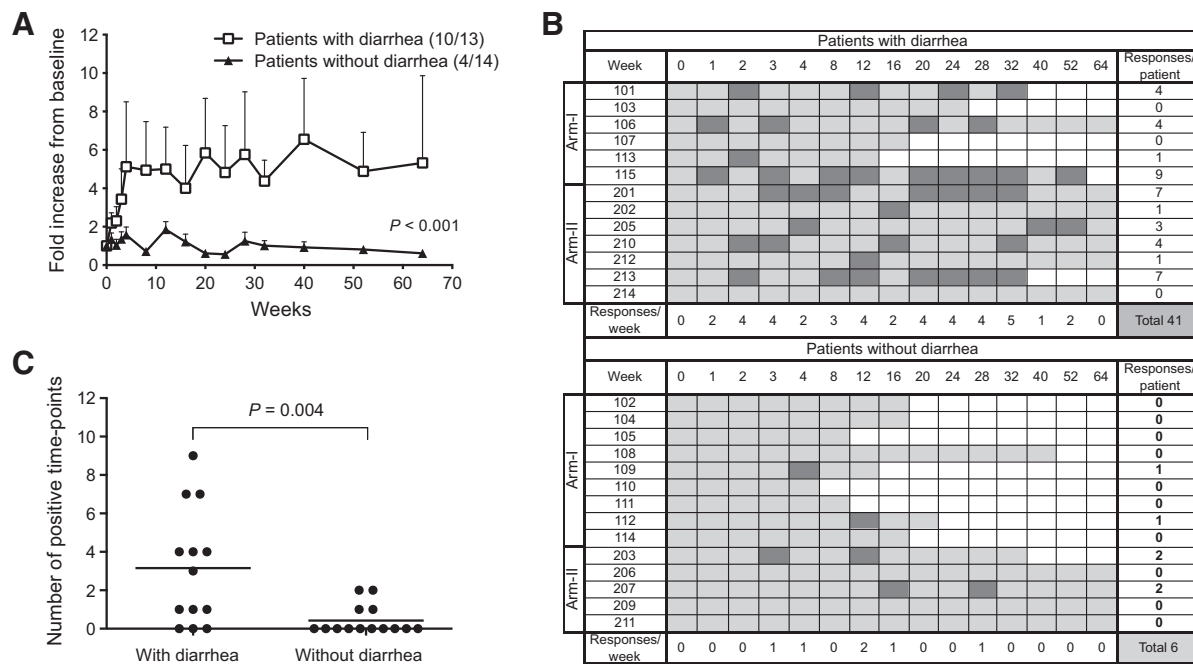 A
Fold increase from baseline
12
12
10
8
6
4
2
0
0 10 20 30 40 50 60 70
Weeks
Patients with diarrhea (10/13)
Patients without diarrhea (4/14)
P < 0.001
B
Patients with diarrhea
Week 0 1 2 3 4 8 12 16 20 24 28 32 40 52 64 Responses/
patient
Arm-I
101 4
103 0
106 4
107 0
113 1
115 9
Arm-II
201 7
202 1
205 3
210 4
212 1
213 7
214 0
Responses/
week 0 2 4 4 2 3 4 2 4 4 4 5 1 2 0 Total 41
Patients without diarrhea
Week 0 1 2 3 4 8 12 16 20 24 28 32 40 52 64 Responses/
patient
Arm-I
102 0
104 0
105 0
108 0
109 1
110 0
111 0
112 1
114 0
Arm-II
203 2
206 0
207 2
209 0
211 0
Responses/
week 0 0 0 1 1 0 2 1 0 0 1 0 0 0 0 Total 6
C
Number of positive time-points
12
10
8
6
4
2
0
P = 0.004
With diarrhea Without diarrhea